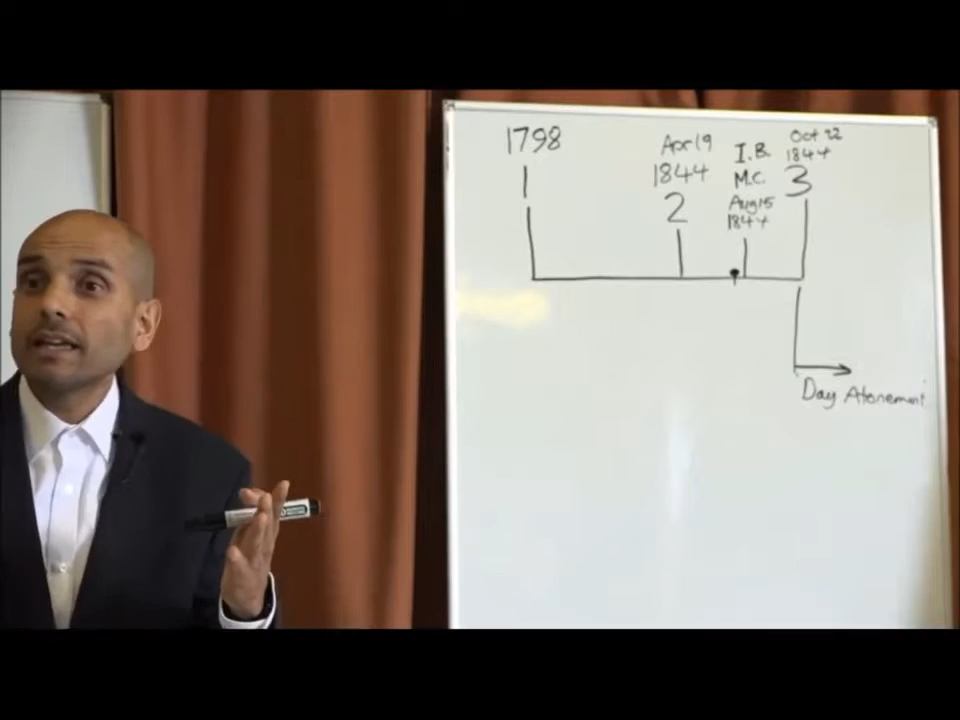 1798
1
Apr 19
1844
2
I.B.
M.C.
Aug 15
1844
Oct 22
1844
3
Day Atonement